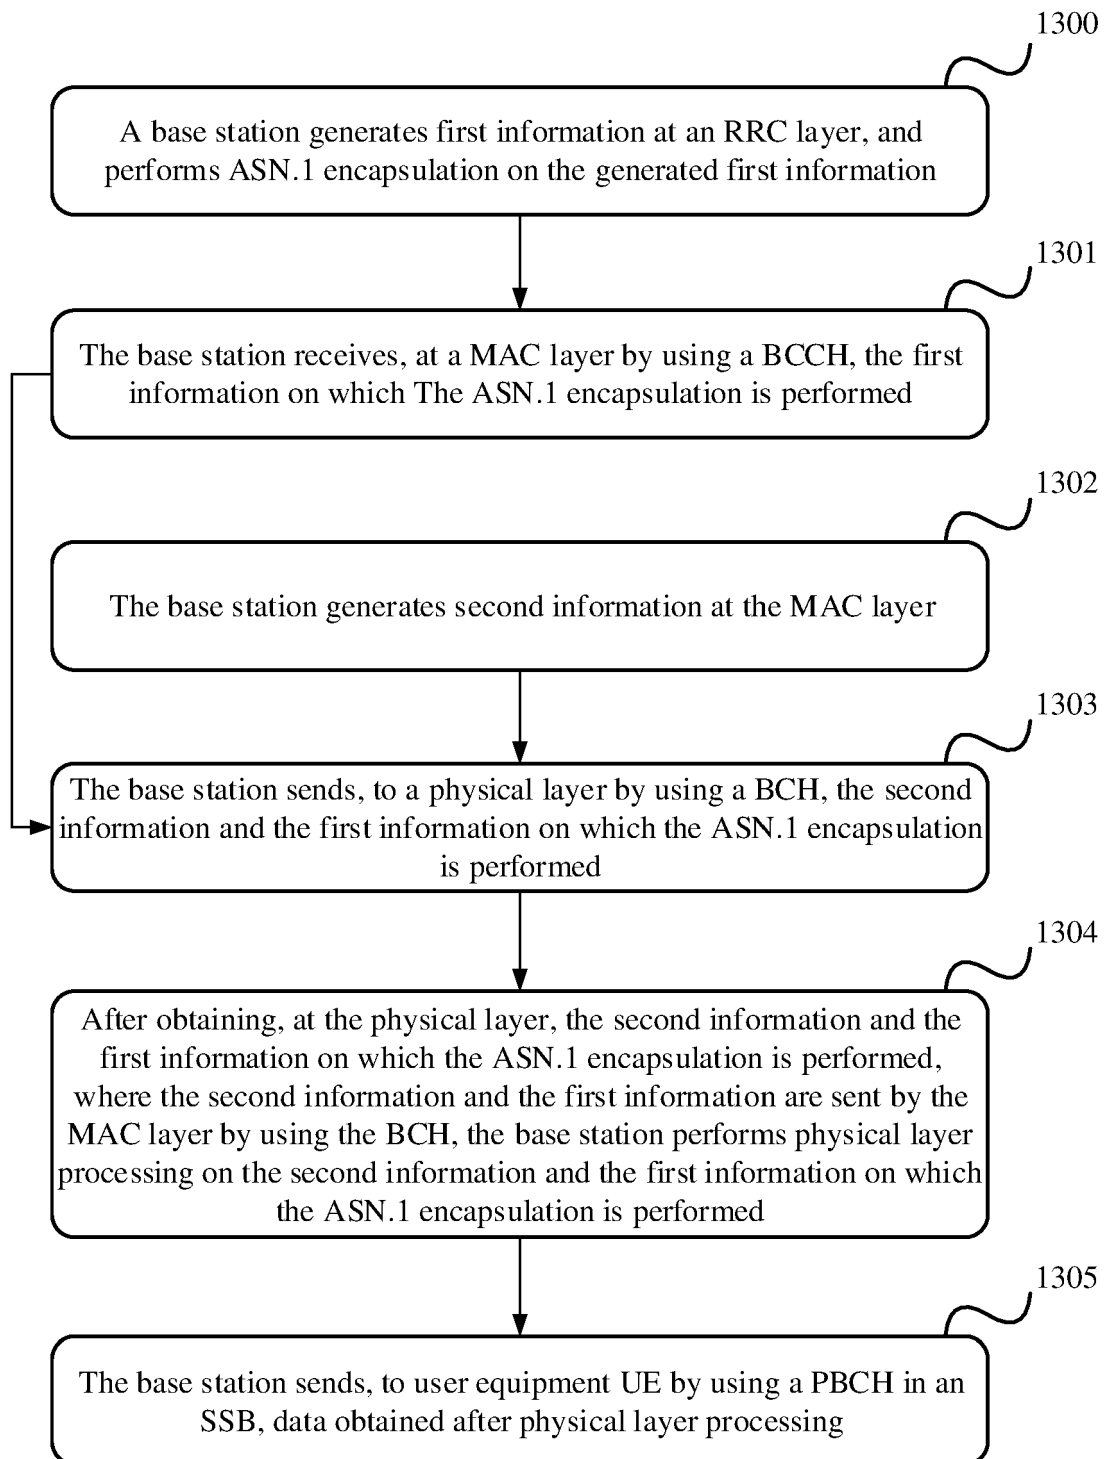 1300
A base station generates first information at an RRC layer, and
performs ASN.1 encapsulation on the generated first information
1301
The base station receives, at a MAC layer by using a BCCH, the first
information on which The ASN.1 encapsulation is performed
1302
The base station generates second information at the MAC layer
1303
The base station sends, to a physical layer by using a BCH, the second
information and the first information on which the ASN.1 encapsulation
is performed
1304
After obtaining, at the physical layer, the second information and the
first information on which the ASN.1 encapsulation is performed,
where the second information and the first information are sent by the
MAC layer by using the BCH, the base station performs physical layer
processing on the second information and the first information on which
the ASN.1 encapsulation is performed
1305
The base station sends, to user equipment UE by using a PBCH in an
SSB, data obtained after physical layer processing